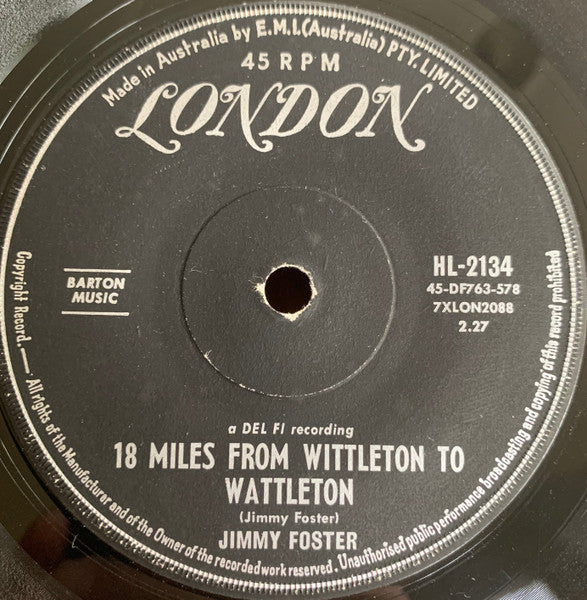 Made in Australia by E.M.I.(Australia) PTY. LIMITED
45 RPM
LONDON
BARTON
MUSIC
HL-2134
45-DF763-578
7XLON2088
2.27
a DEL FI recording
18 MILES FROM WITTLETON TO
WATTLETON
(Jimmy Foster)
JIMMY FOSTER
Copyright Record.— All rights of the Manufacturer and of the Owner of the recorded work reserved. Unauthorised public performance broadcasting and copying of this record prohibited